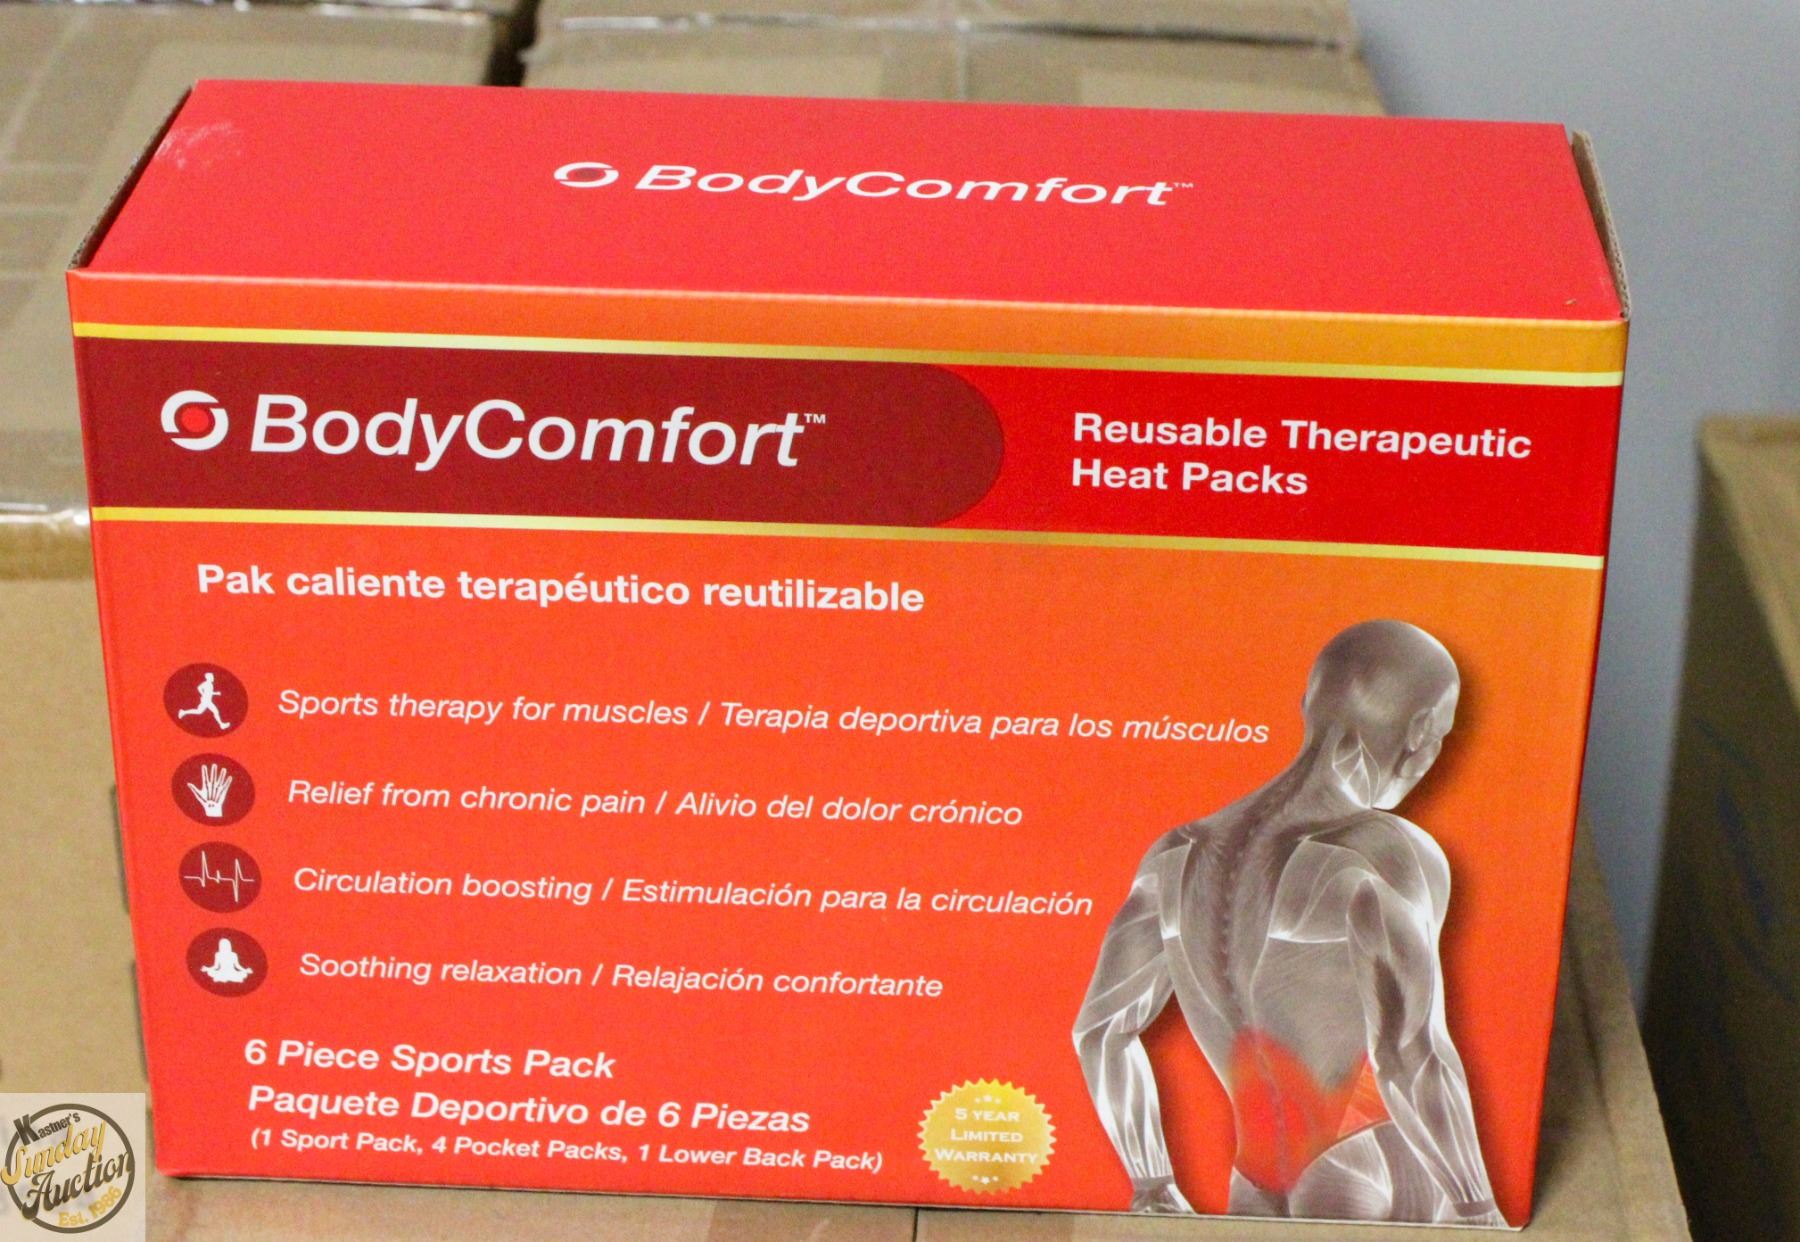 BodyComfort™
BodyComfort™
Reusable Therapeutic
Heat Packs
Pak caliente terapéutico reutilizable
Sports therapy for muscles / Terapia deportiva para los músculos
Relief from chronic pain / Alivio del dolor crónico
Circulation boosting / Estimulación para la circulación
Soothing relaxation / Relajación confortante
6 Piece Sports Pack
Paquete Deportivo de 6 Piezas
(1 Sport Pack, 4 Pocket Packs, 1 Lower Back Pack)
5 YEAR
LIMITED
WARRANTY
Kastner's
Sunday
Auction
Est. 1986